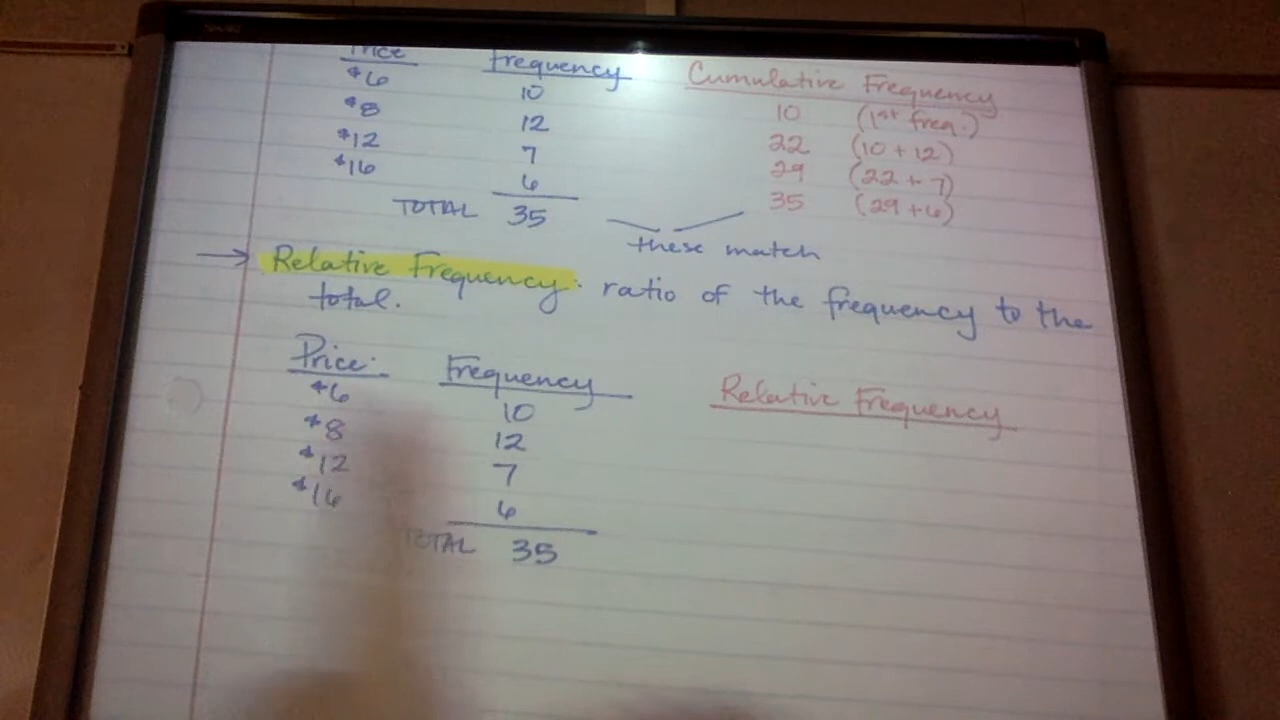 Price Frequency Cumulative Frequency
$6 10 10 (1st freq.)
$8 12 22 (10 + 12)
$12 7 29 (22 + 7)
$16 6 35 (29 + 6)
TOTAL 35
these match
→ Relative Frequency: ratio of the frequency to the
total.
Price: Frequency Relative Frequency
$6 10
$8 12
$12 7
$16 6
TOTAL 35